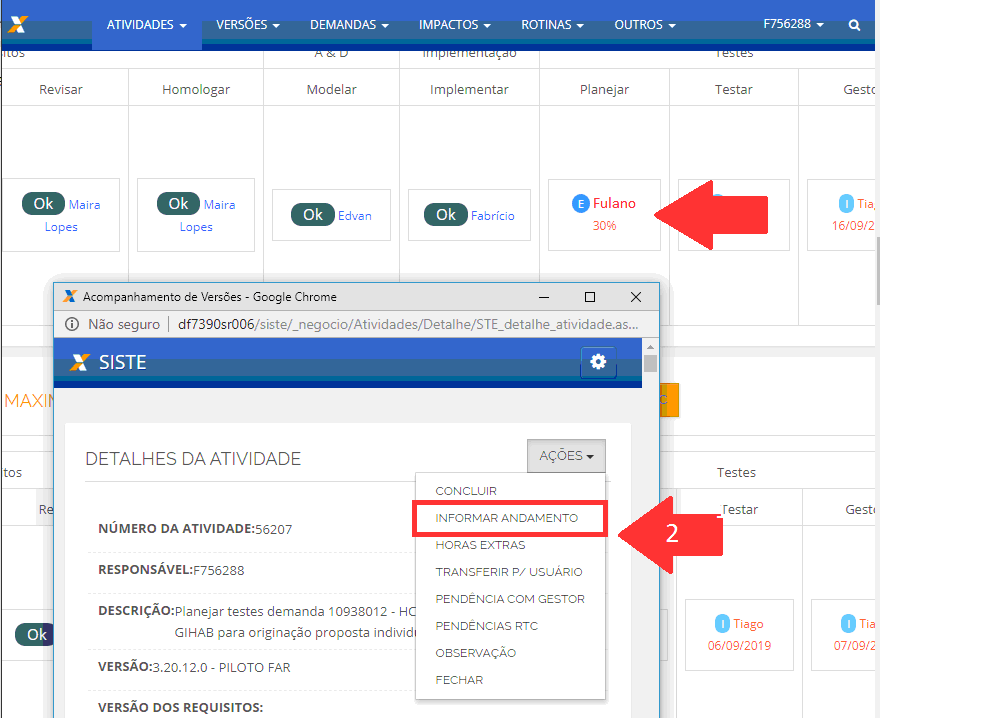 ATIVIDADES VERSÕES DEMANDAS IMPACTOS ROTINAS OUTROS F756288
itos A & D Implementação Testes
Revisar Homologar Modelar Implementar Planejar Testar Gesto
Ok Maira Lopes
Ok Maira Lopes
Ok Edvan
Ok Fabrício
E Fulano
30%
I Tiag
16/09/2
Acompanhamento de Versões - Google Chrome
Não seguro df7390sr006/siste/_negocio/Atividades/Detalhe/STE_detalhe_atividade.as...
SISTE
MAXIM
DETALHES DA ATIVIDADE
AÇÕES
CONCLUIR
INFORMAR ANDAMENTO
HORAS EXTRAS
TRANSFERIR P/ USUÁRIO
PENDÊNCIA COM GESTOR
PENDÊNCIAS RTC
OBSERVAÇÃO
FECHAR
2
NÚMERO DA ATIVIDADE:56207
RESPONSÁVEL:F756288
DESCRIÇÃO:Planejar testes demanda 10938012 - HC
GIHAB para originação proposta individu
VERSÃO:3.20.12.0 - PILOTO FAR
VERSÃO DOS REQUISITOS:
itos Testes
Re Testar Gesto
Ok
I Tiago
06/09/2019
I Tia
07/09/2